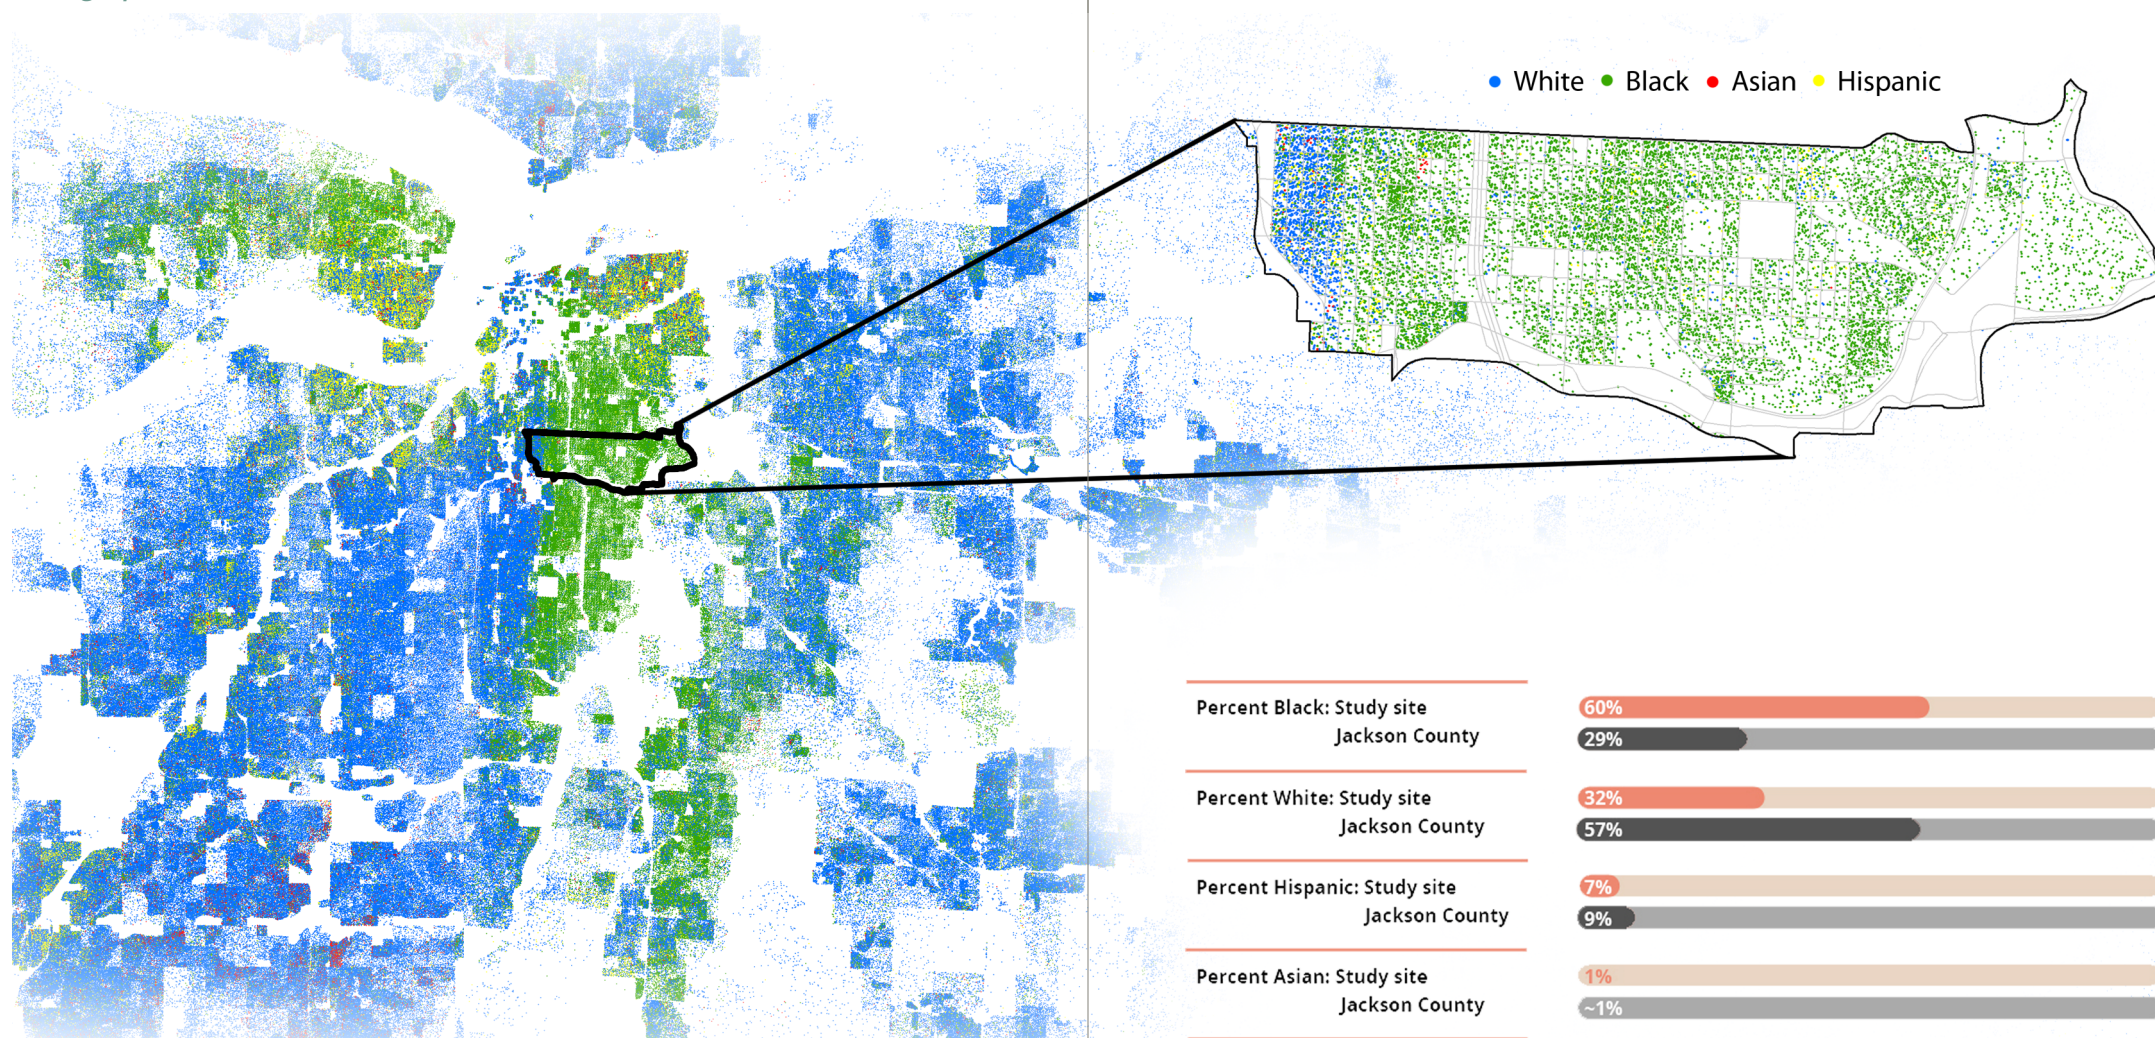 White Black Asian Hispanic
Percent Black: Study site 60%
Jackson County 29%
Percent White: Study site 32%
Jackson County 57%
Percent Hispanic: Study site 7%
Jackson County 9%
Percent Asian: Study site 1%
Jackson County ~1%